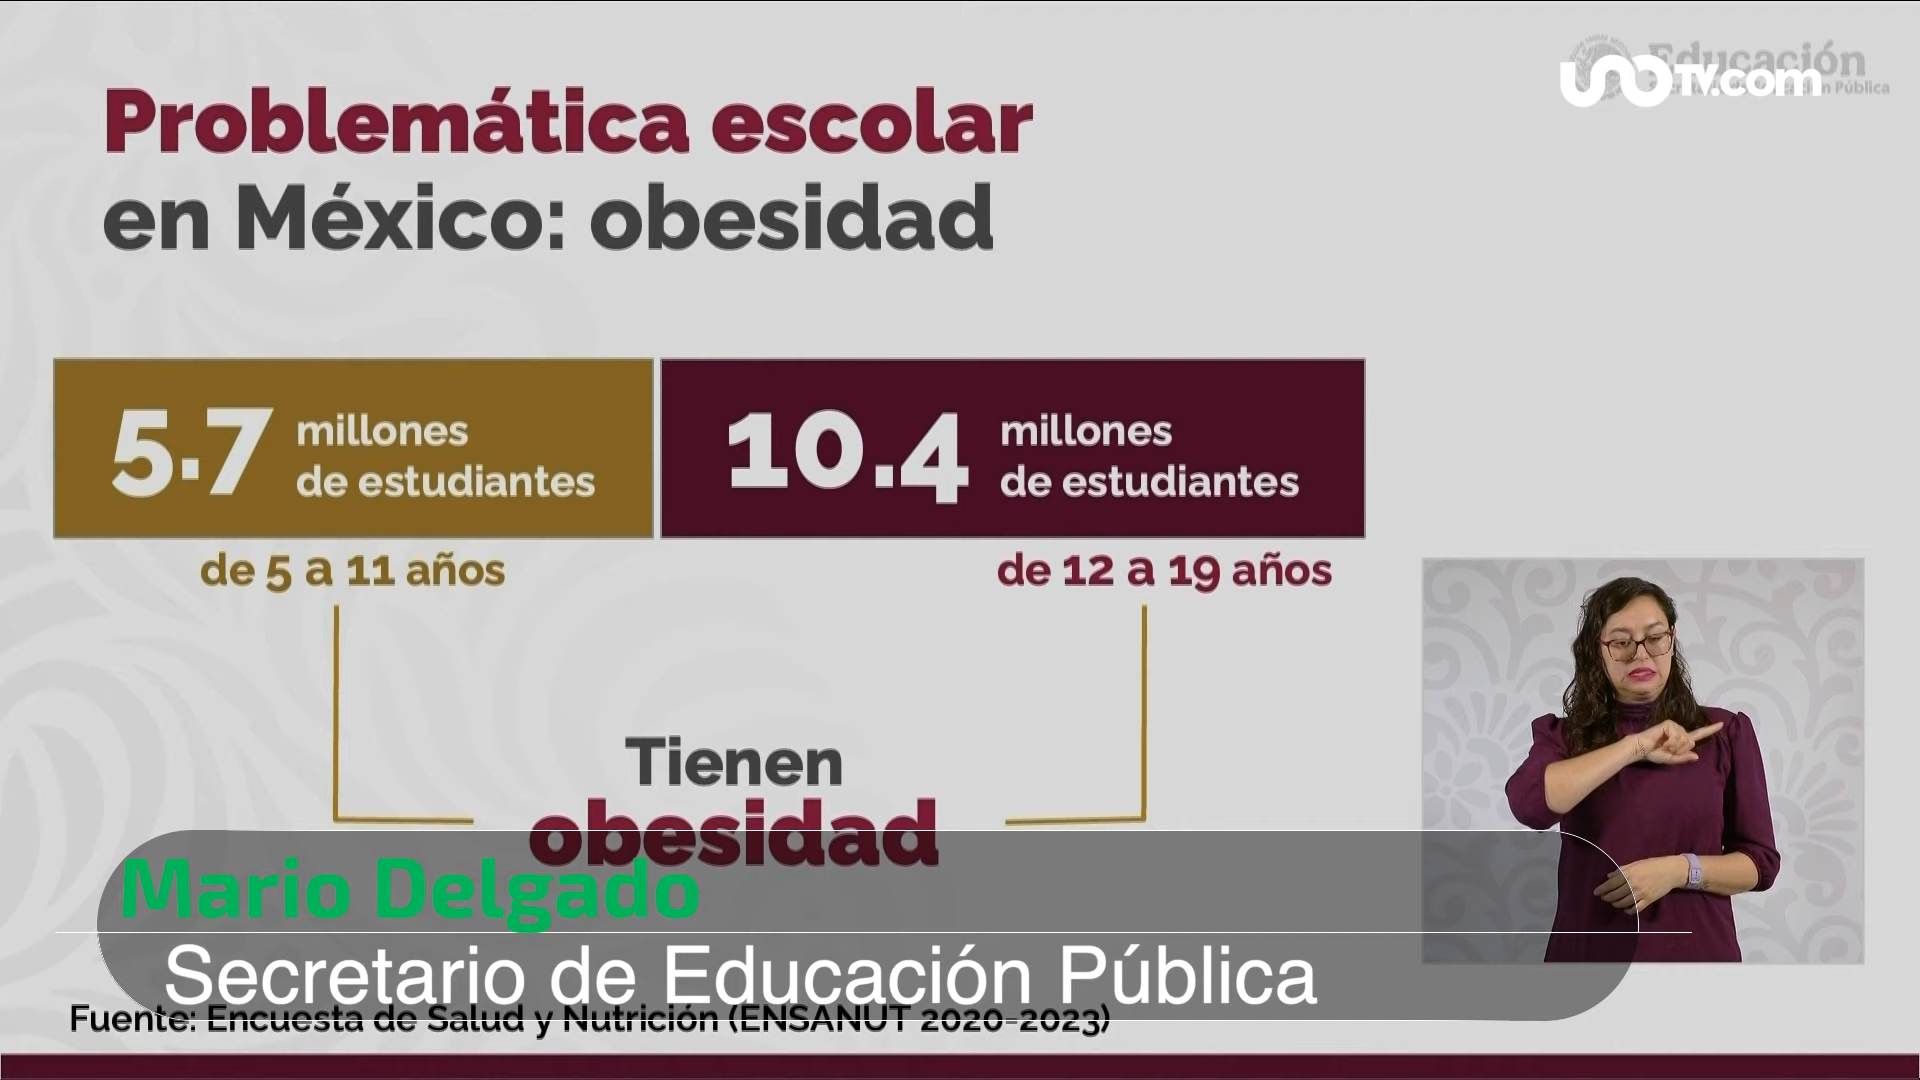 Problemática escolar
en México: obesidad
Educación
UNOTV.com
n Pública
5.7 millones
de estudiantes
10.4 millones
de estudiantes
de 5 a 11 años
de 12 a 19 años
Tienen
obesidad
Mario Delgado
Secretario de Educación Pública
Fuente: Encuesta de Salud y Nutrición (ENSANUT 2020-2023)